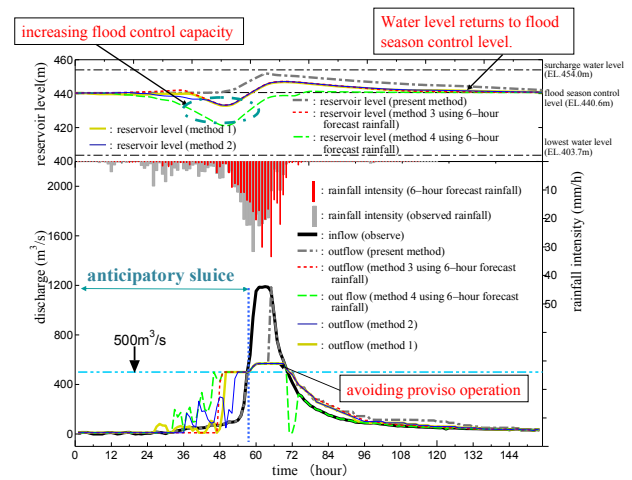 increasing flood control capacity
Water level returns to flood
season control level.
460
440
420
400
reservoir level(m)
surcharge water level
(EL.454.0m)
flood season control
level (EL.440.6m)
lowest water level
(EL.403.7m)
: reservoir level (method 1)
: reservoir level (method 2)
: reservoir level (present method)
: reservoir level (method 3 using 6-hour
forecast rainfall)
: reservoir level (method 4 using 6-hour
forecast rainfall)
2000
1600
1200
800
400
0
discharge (m³/s)
0
10
20
30
40
50
rainfall intensity (mm/h)
: rainfall intensity (6-hour forecast rainfall)
: rainfall intensity (observed rainfall)
: inflow (observe)
: outflow (present method)
: outflow (method 3 using 6-hour forecast
rainfall)
: out flow (method 4 using 6-hour forecast
rainfall)
: outflow (method 2)
: outflow (method 1)
anticipatory sluice
500m³/s
avoiding proviso operation
0 12 24 36 48 60 72 84 96 108 120 132 144
time (hour)